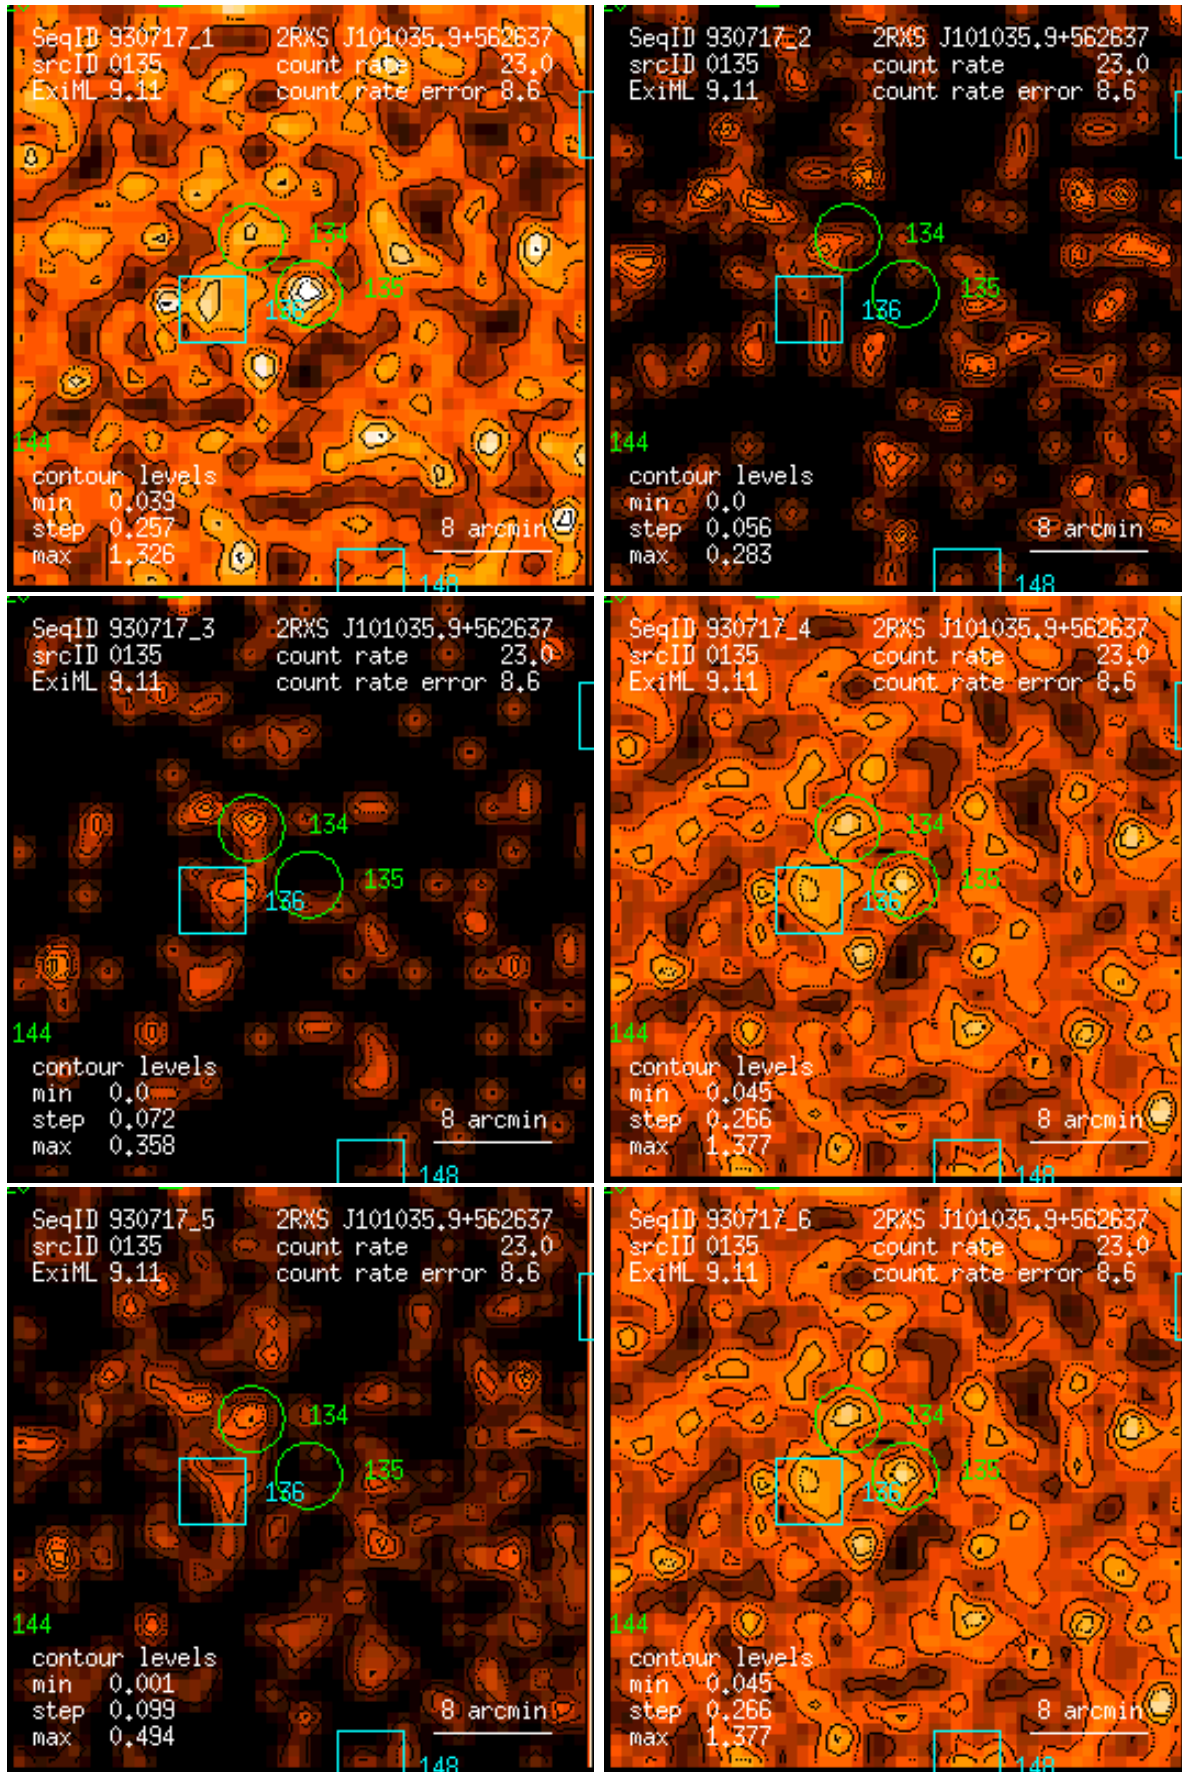 SeqID 930717_1 2RXS J101035.9+562637
srcID 0135 count rate 23.0
ExiML 9.11 count rate error 8.6
134
135
136
144
contour levels
min 0.039
step 0.257 8 arcmin
max 1.326
148
SeqID 930717_2 2RXS J101035.9+562637
srcID 0135 count rate 23.0
ExiML 9.11 count rate error 8.6
134
135
136
144
contour levels
min 0.0
step 0.056 8 arcmin
max 0.283
148
SeqID 930717_3 2RXS J101035.9+562637
srcID 0135 count rate 23.0
ExiML 9.11 count rate error 8.6
134
135
136
144
contour levels
min 0.0
step 0.072 8 arcmin
max 0.358
148
SeqID 930717_4 2RXS J101035.9+562637
srcID 0135 count rate 23.0
ExiML 9.11 count rate error 8.6
134
135
136
144
contour levels
min 0.045
step 0.266 8 arcmin
max 1.377
148
SeqID 930717_5 2RXS J101035.9+562637
srcID 0135 count rate 23.0
ExiML 9.11 count rate error 8.6
134
135
136
144
contour levels
min 0.001
step 0.099 8 arcmin
max 0.494
148
SeqID 930717_6 2RXS J101035.9+562637
srcID 0135 count rate 23.0
ExiML 9.11 count rate error 8.6
134
135
136
144
contour levels
min 0.045
step 0.266 8 arcmin
max 1.377
148